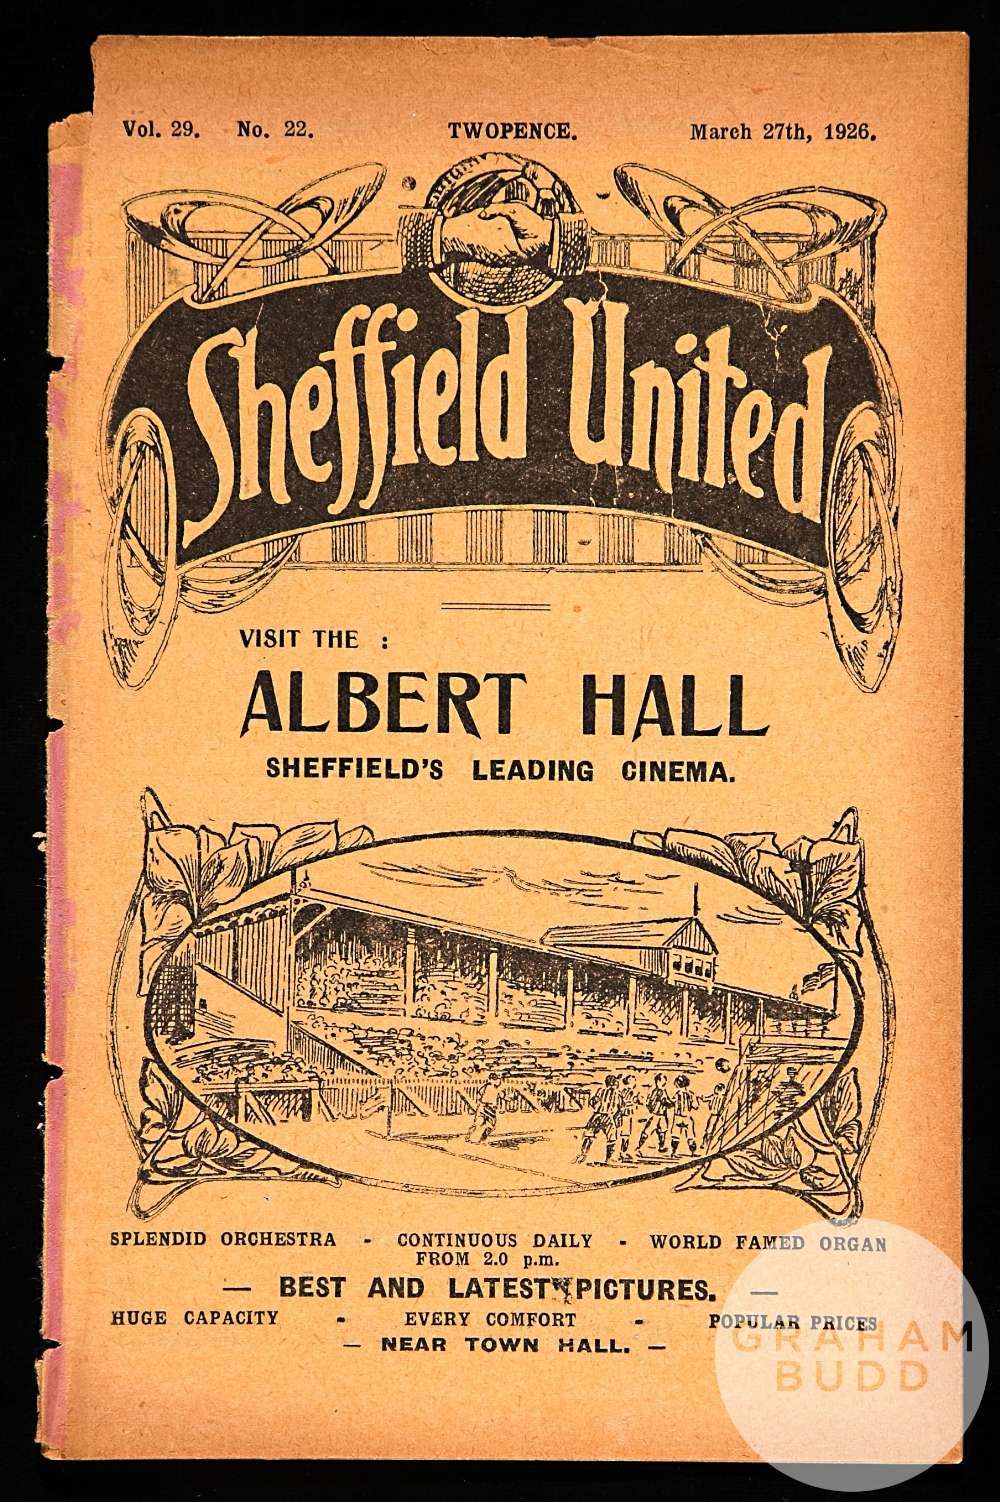 Vol. 29. No. 22. TWOPENCE. March 27th, 1926.
Sheffield United
VISIT THE :
ALBERT HALL
SHEFFIELD'S LEADING CINEMA.
SPLENDID ORCHESTRA - CONTINUOUS DAILY - WORLD FAMED ORGAN
FROM 2.0 p.m.
— BEST AND LATEST PICTURES. —
HUGE CAPACITY - EVERY COMFORT - POPULAR PRICES
— NEAR TOWN HALL. —
GRAHAM
BUDD